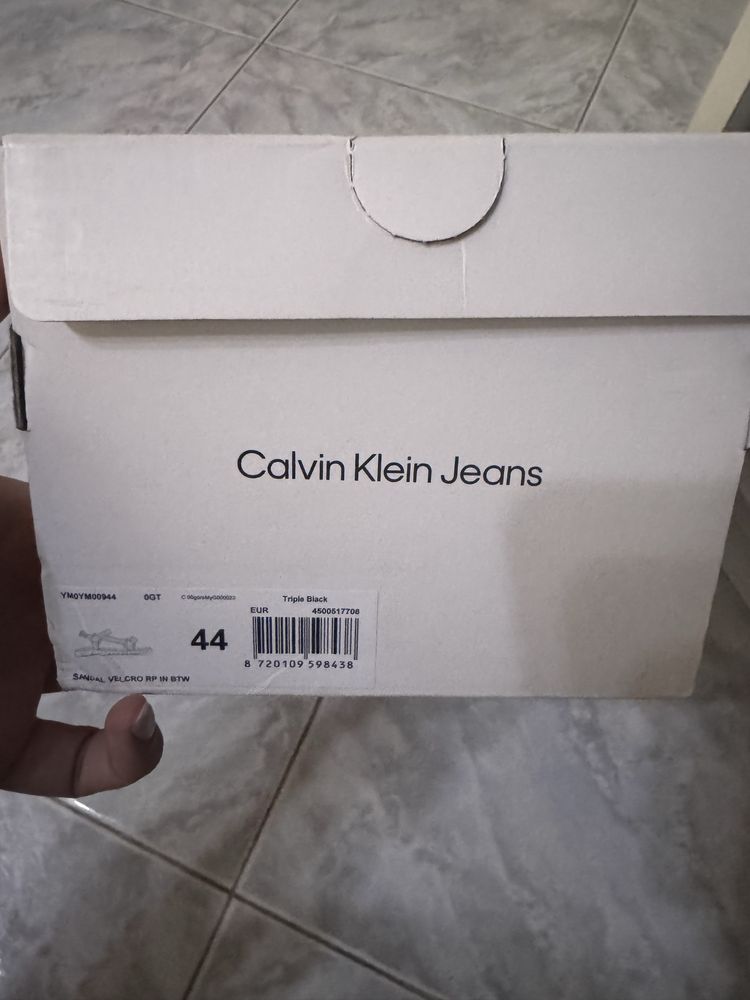 Calvin Klein Jeans
YM0YM00944 0GT Triple Black
EUR 4500517708
44
8 720109 598438
SANDAL VELCRO RP IN BTW